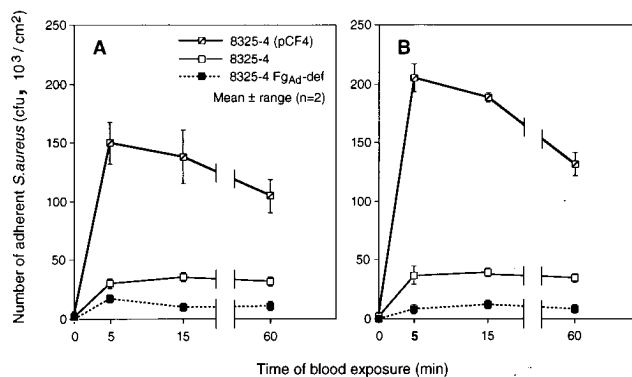 A
8325-4 (pCF4)
8325-4
8325-4 FgAd-def
Mean ± range (n=2)
B
Number of adherent S.aureus (cfu, 10³/ cm²)
250
200
150
100
50
0
250
200
150
100
50
0
0 5 15 60
0 5 15 60
Time of blood exposure (min)